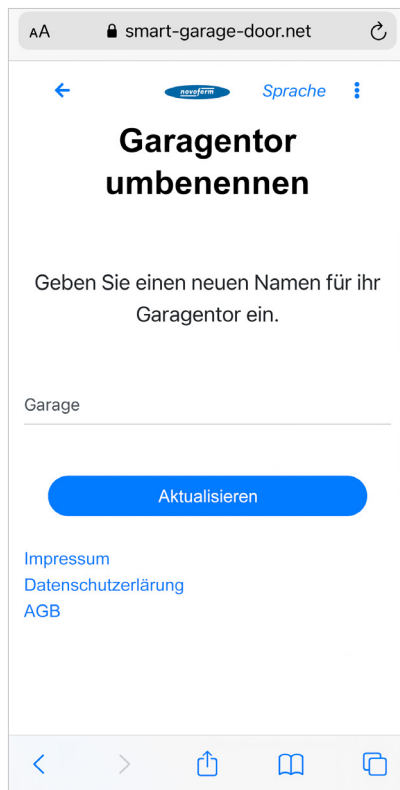 AA smart-garage-door.net
novoferm Sprache
Garagentor
umbenennen
Geben Sie einen neuen Namen für ihr
Garagentor ein.
Garage
Aktualisieren
Impressum
Datenschutzerlärung
AGB